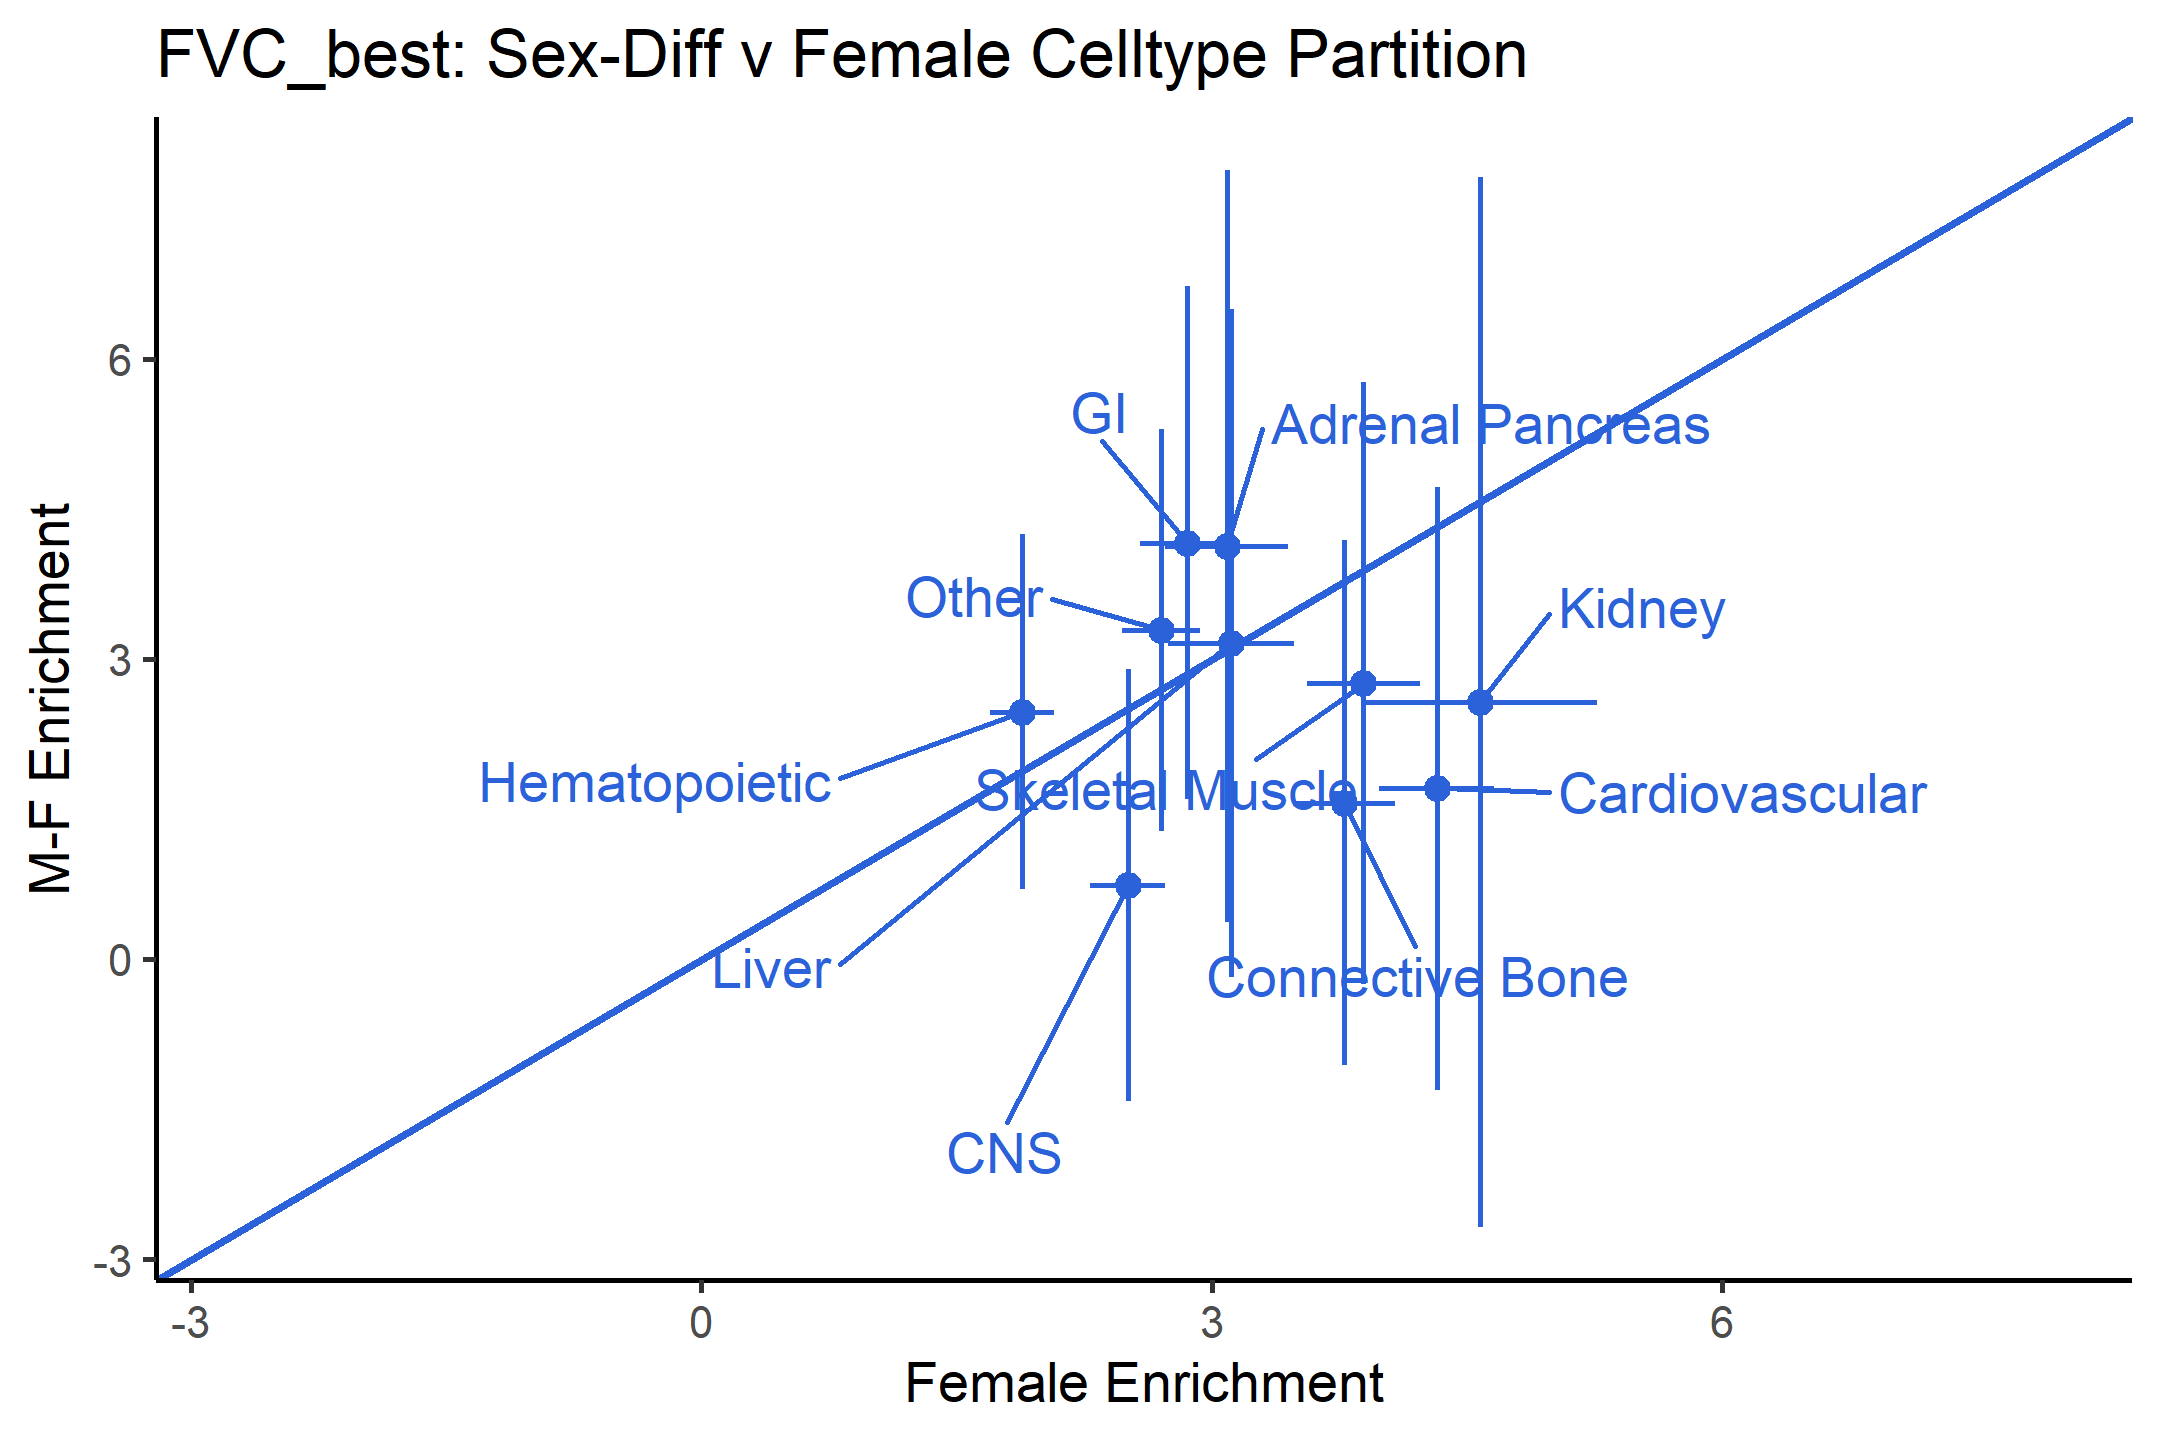 FVC_best: Sex-Diff v Female Celltype Partition
M-F Enrichment
6
3
0
-3
GI
Adrenal Pancreas
Other
Kidney
Hematopoietic
Skeletal Muscle
Cardiovascular
Liver
Connective Bone
CNS
-3
0
3
6
Female Enrichment